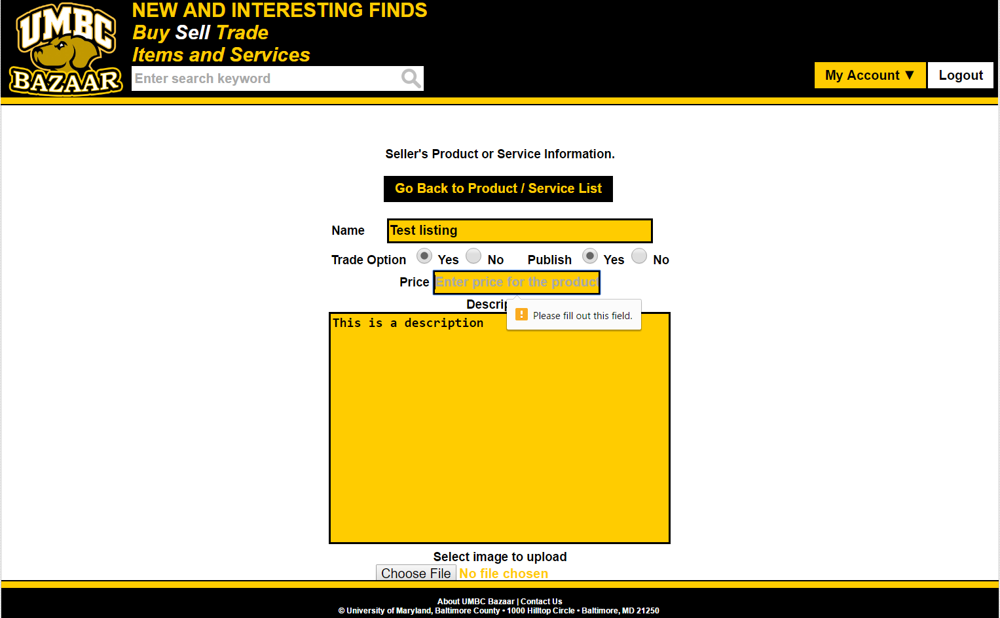 UMBC
BAZAAR
NEW AND INTERESTING FINDS
Buy Sell Trade
Items and Services
Enter search keyword
My Account ▼ Logout
Seller's Product or Service Information.
Go Back to Product / Service List
Name Test listing
Trade Option Yes No Publish Yes No
Price Enter price for the product
Descrip
Please fill out this field.
This is a description
Select image to upload
Choose File No file chosen
About UMBC Bazaar | Contact Us
© University of Maryland, Baltimore County • 1000 Hilltop Circle • Baltimore, MD 21250